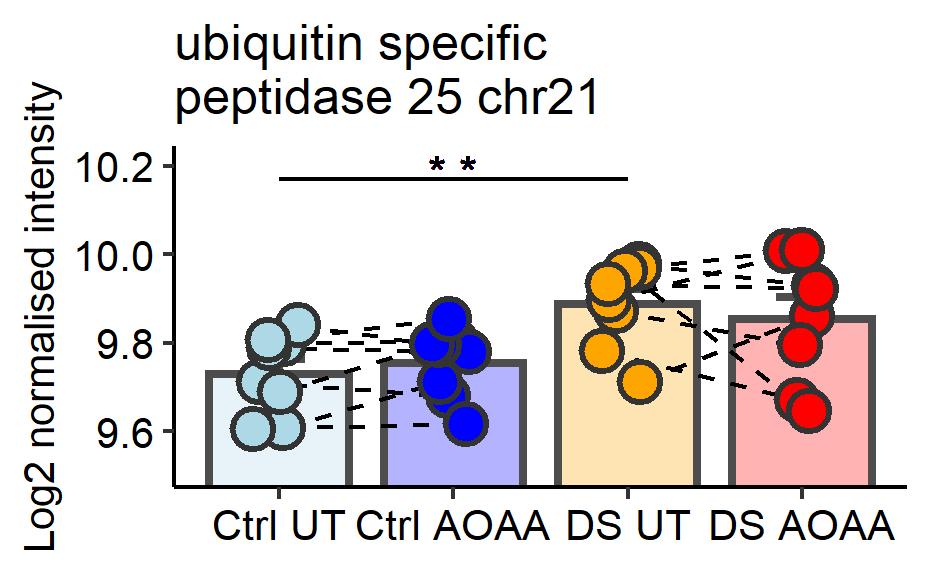 ubiquitin specific
peptidase 25 chr21
Log2 normalised intensity
10.2
* *
10.0
9.8
9.6
Ctrl UT Ctrl AOAA DS UT DS AOAA